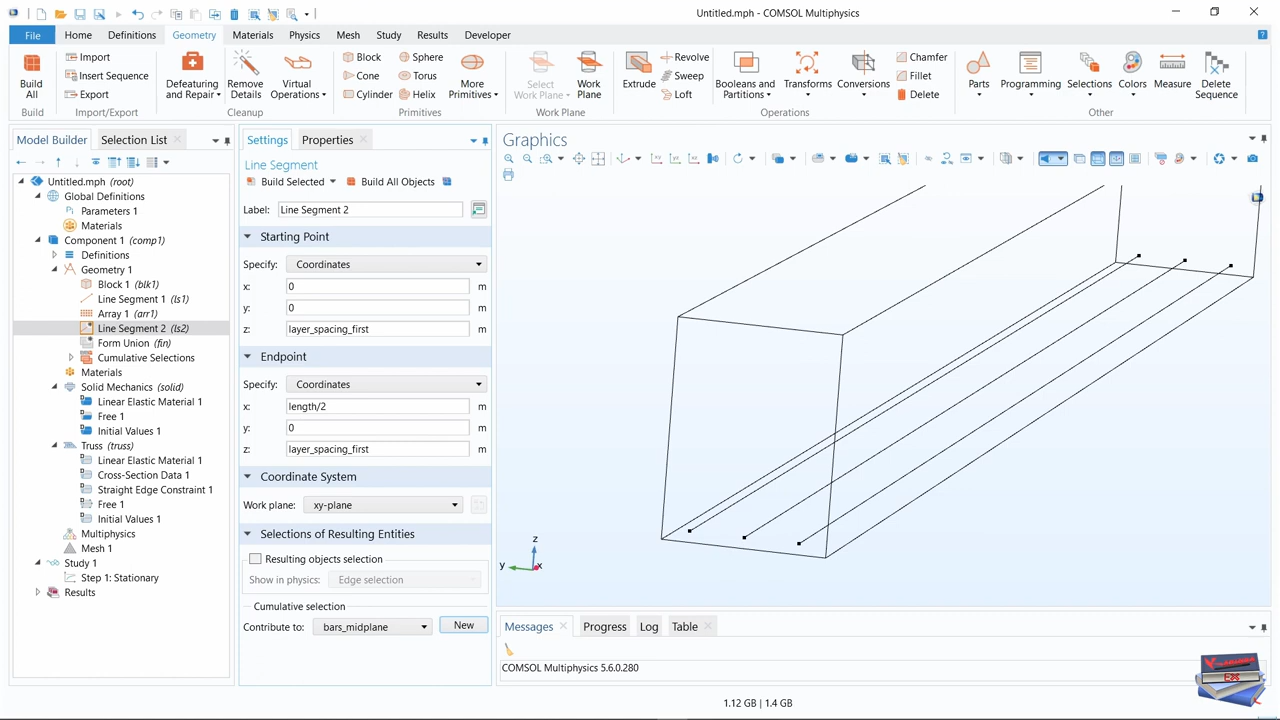 Untitled.mph - COMSOL Multiphysics
File Home Definitions Geometry Materials Physics Mesh Study Results Developer
Build All
Build
Import
Insert Sequence
Export
Import/Export
Defeaturing and Repair
Remove Details
Virtual Operations
Cleanup
Block
Cone
Cylinder
Sphere
Torus
Helix
More Primitives
Primitives
Select Work Plane
Work Plane
Work Plane
Extrude
Revolve
Sweep
Loft
Booleans and Partitions
Transforms
Conversions
Chamfer
Fillet
Delete
Operations
Parts
Programming
Selections
Colors
Measure
Delete Sequence
Other
Model Builder
Selection List
Untitled.mph (root)
Global Definitions
Parameters 1
Materials
Component 1 (comp1)
Definitions
Geometry 1
Block 1 (blk1)
Line Segment 1 (ls1)
Array 1 (arr1)
Line Segment 2 (ls2)
Form Union (fin)
Cumulative Selections
Materials
Solid Mechanics (solid)
Linear Elastic Material 1
Free 1
Initial Values 1
Truss (truss)
Linear Elastic Material 1
Cross-Section Data 1
Straight Edge Constraint 1
Free 1
Initial Values 1
Multiphysics
Mesh 1
Study 1
Step 1: Stationary
Results
Settings
Properties
Line Segment
Build Selected
Build All Objects
Label: Line Segment 2
Starting Point
Specify: Coordinates
x: 0 m
y: 0 m
z: layer_spacing_first m
Endpoint
Specify: Coordinates
x: length/2 m
y: 0 m
z: layer_spacing_first m
Coordinate System
Work plane: xy-plane
Selections of Resulting Entities
Resulting objects selection
Show in physics: Edge selection
Cumulative selection
Contribute to: bars_midplane New
Graphics
z
y
x
Messages Progress Log Table
COMSOL Multiphysics 5.6.0.280
1.12 GB | 1.4 GB